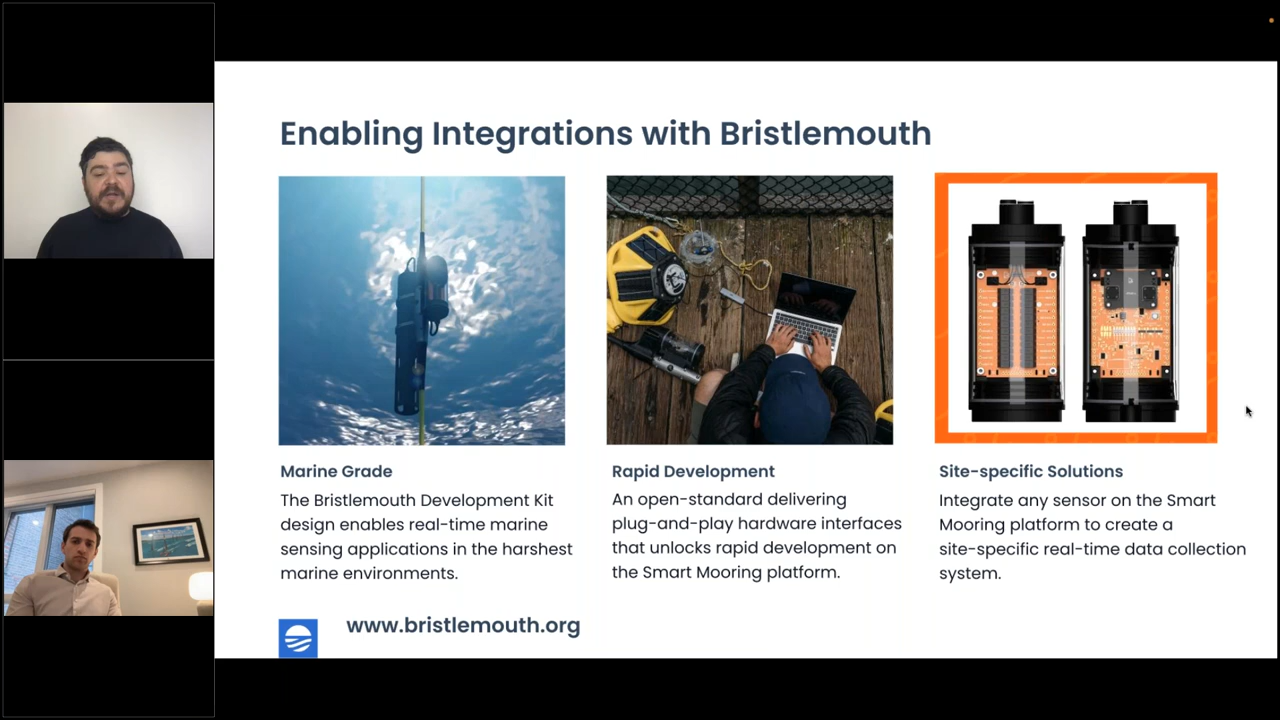 Enabling Integrations with Bristlemouth
Marine Grade
The Bristlemouth Development Kit
design enables real-time marine
sensing applications in the harshest
marine environments.
Rapid Development
An open-standard delivering
plug-and-play hardware interfaces
that unlocks rapid development on
the Smart Mooring platform.
Site-specific Solutions
Integrate any sensor on the Smart
Mooring platform to create a
site-specific real-time data collection
system.
www.bristlemouth.org